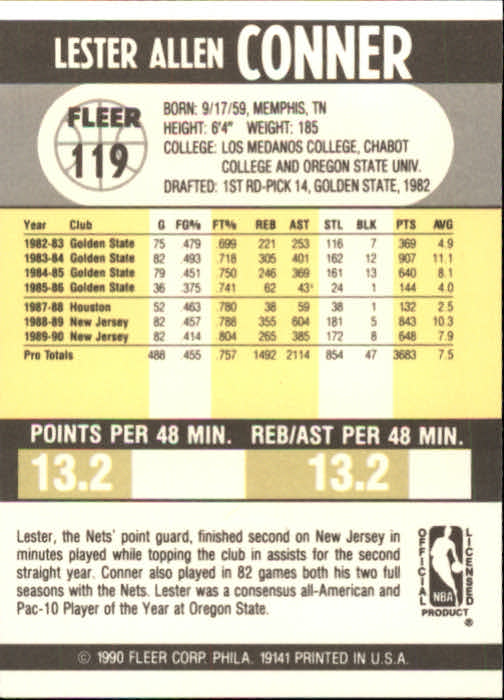 LESTER ALLEN CONNER
FLEER
119
BORN: 9/17/59, MEMPHIS, TN
HEIGHT: 6'4" WEIGHT: 185
COLLEGE: LOS MEDANOS COLLEGE, CHABOT
COLLEGE AND OREGON STATE UNIV.
DRAFTED: 1ST RD-PICK 14, GOLDEN STATE, 1982
Year Club G FG% FT% REB AST STL BLK PTS AVG
1982-83 Golden State 75 .479 .699 221 253 116 7 369 4.9
1983-84 Golden State 82 .493 .718 305 401 162 12 907 11.1
1984-85 Golden State 79 .451 .750 246 369 161 13 640 8.1
1985-86 Golden State 36 .375 .741 62 43 24 1 144 4.0
1987-88 Houston 52 .463 .780 38 59 38 1 132 2.5
1988-89 New Jersey 82 .457 .788 355 604 181 5 843 10.3
1989-90 New Jersey 82 .414 .804 265 385 172 8 648 7.9
Pro Totals 488 .455 .757 1492 2114 854 47 3683 7.5
POINTS PER 48 MIN. REB/AST PER 48 MIN.
13.2 13.2
Lester, the Nets' point guard, finished second on New Jersey in
minutes played while topping the club in assists for the second
straight year. Conner also played in 82 games both his two full
seasons with the Nets. Lester was a consensus all-American and
Pac-10 Player of the Year at Oregon State.
OFFICIAL
NBA
LICENSED
PRODUCT ®
© 1990 FLEER CORP. PHILA. 19141 PRINTED IN U.S.A.